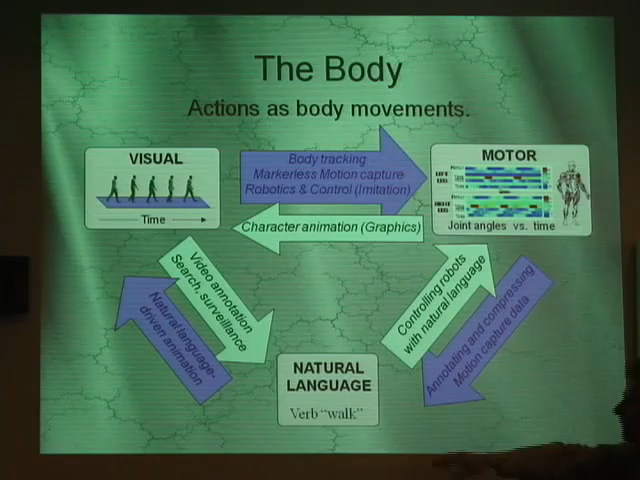 The Body
Actions as body movements.
VISUAL
Time
Body tracking
Markerless Motion capture
Robotics & Control (Imitation)
Character animation (Graphics)
MOTOR
Joint angles vs. time
Video annotation
Search, surveillance
Natural language-
driven animation
Controlling robots
with natural language
Annotating and compressing
Motion capture data
NATURAL
LANGUAGE
Verb “walk”